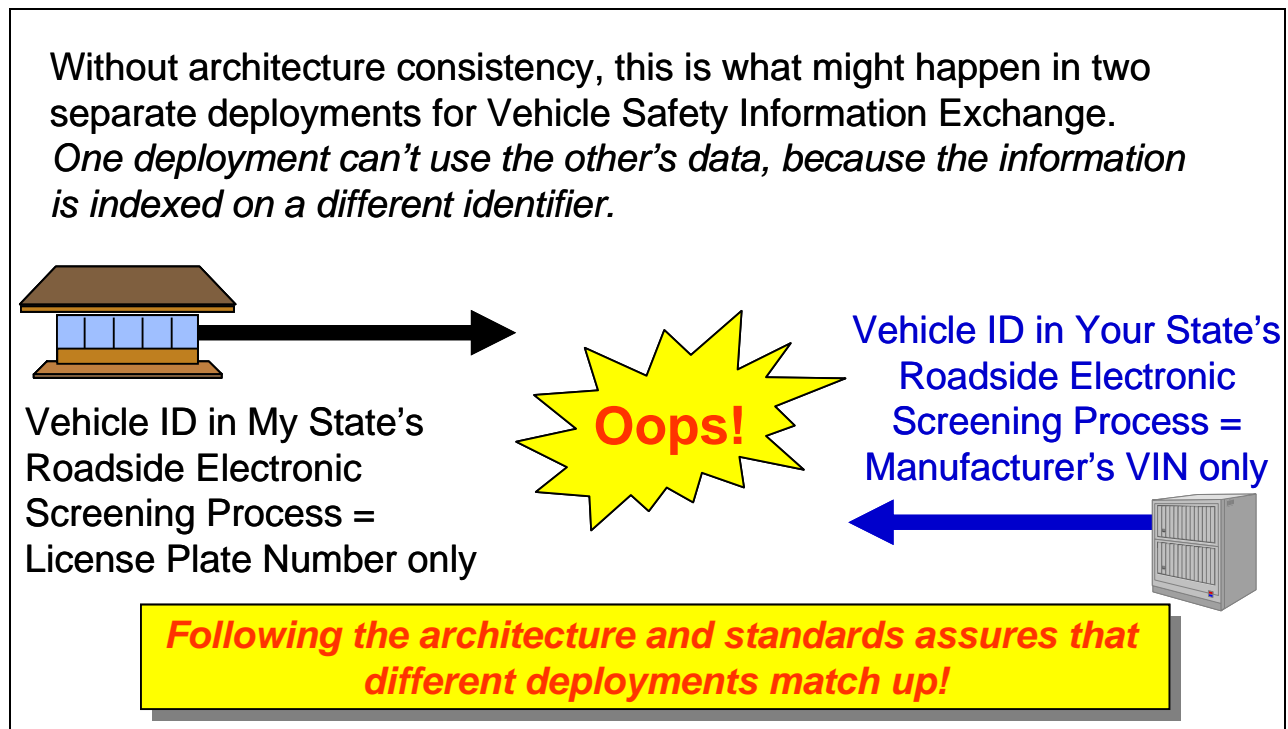 Without architecture consistency, this is what might happen in two
separate deployments for Vehicle Safety Information Exchange.
One deployment can't use the other's data, because the information
is indexed on a different identifier.
Vehicle ID in My State's
Roadside Electronic
Screening Process =
License Plate Number only
Oops!
Vehicle ID in Your State's
Roadside Electronic
Screening Process =
Manufacturer's VIN only
Following the architecture and standards assures that
different deployments match up!